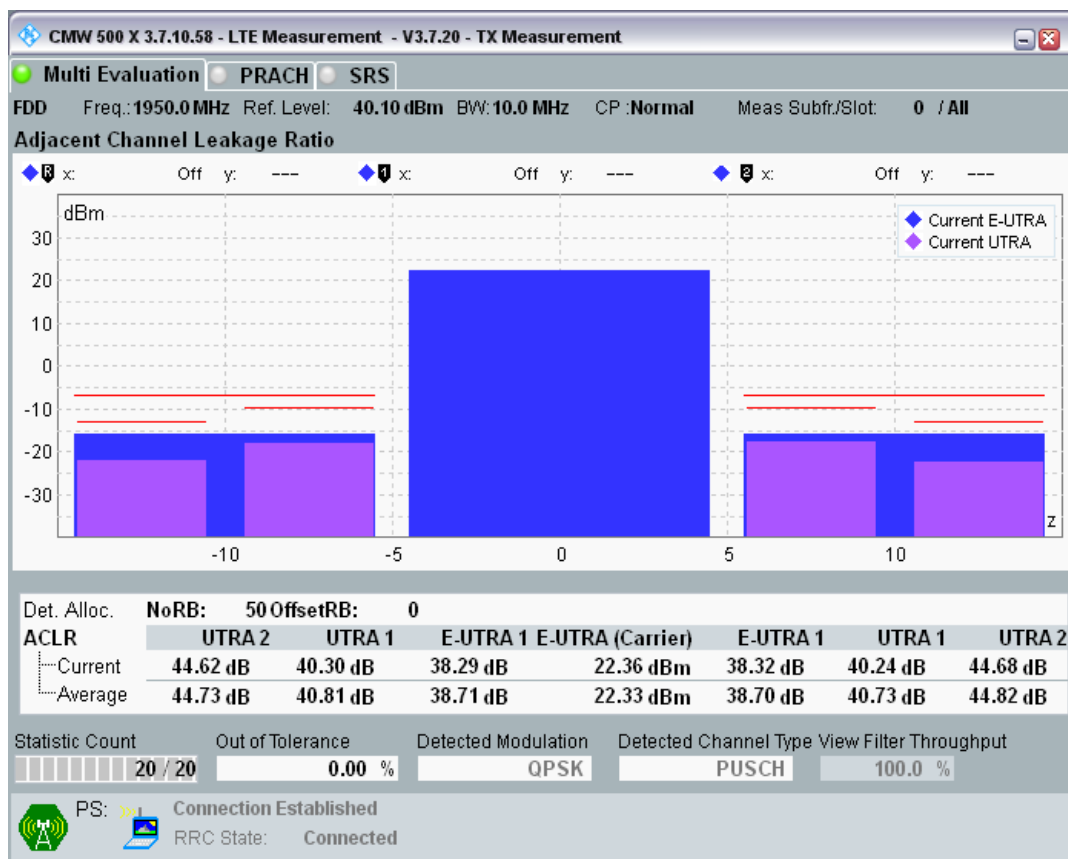 CMW 500 X 3.7.10.58 - LTE Measurement - V3.7.20 - TX Measurement
Multi Evaluation PRACH SRS
FDD Freq.: 1950.0 MHz Ref. Level: 40.10 dBm BW: 10.0 MHz CP :Normal Meas Subfr./Slot: 0 / All
Adjacent Channel Leakage Ratio
R x: Off y: --- 1 x: Off y: --- 2 x: Off y: ---
dBm
Current E-UTRA
Current UTRA
30
20
10
0
-10
-20
-30
z
-10 -5 0 5 10
Det. Alloc. NoRB: 50 OffsetRB: 0
ACLR UTRA 2 UTRA 1 E-UTRA 1 E-UTRA (Carrier) E-UTRA 1 UTRA 1 UTRA 2
Current 44.62 dB 40.30 dB 38.29 dB 22.36 dBm 38.32 dB 40.24 dB 44.68 dB
Average 44.73 dB 40.81 dB 38.71 dB 22.33 dBm 38.70 dB 40.73 dB 44.82 dB
Statistic Count Out of Tolerance Detected Modulation Detected Channel Type View Filter Throughput
20 / 20 0.00 % QPSK PUSCH 100.0 %
PS: Connection Established
RRC State: Connected